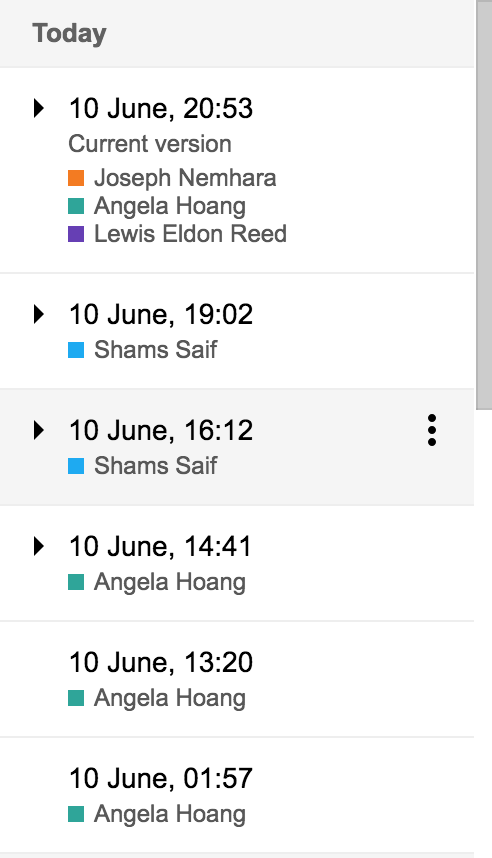 Today
10 June, 20:53
Current version
Joseph Nemhara
Angela Hoang
Lewis Eldon Reed
10 June, 19:02
Shams Saif
10 June, 16:12
Shams Saif
10 June, 14:41
Angela Hoang
10 June, 13:20
Angela Hoang
10 June, 01:57
Angela Hoang